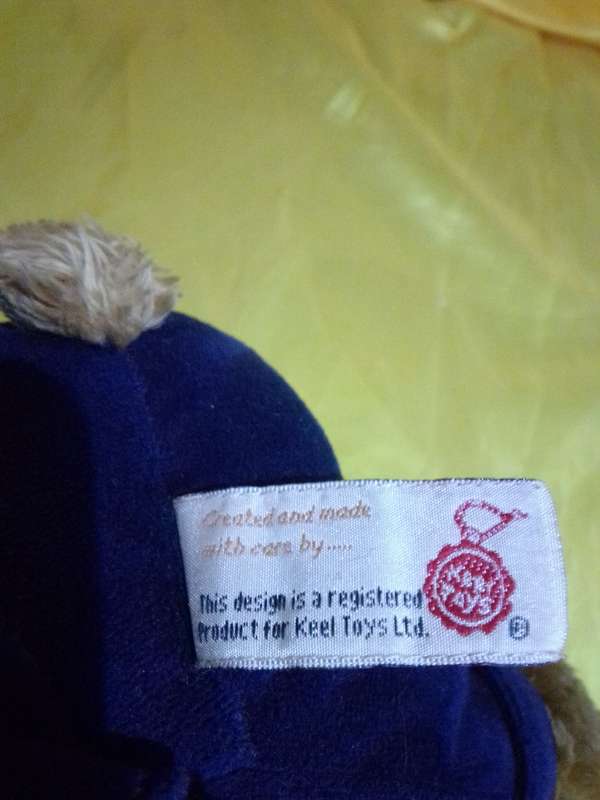 Created and made
with care by.....
This design is a registered
Product for Keel Toys Ltd.
KEEL
TOYS
®